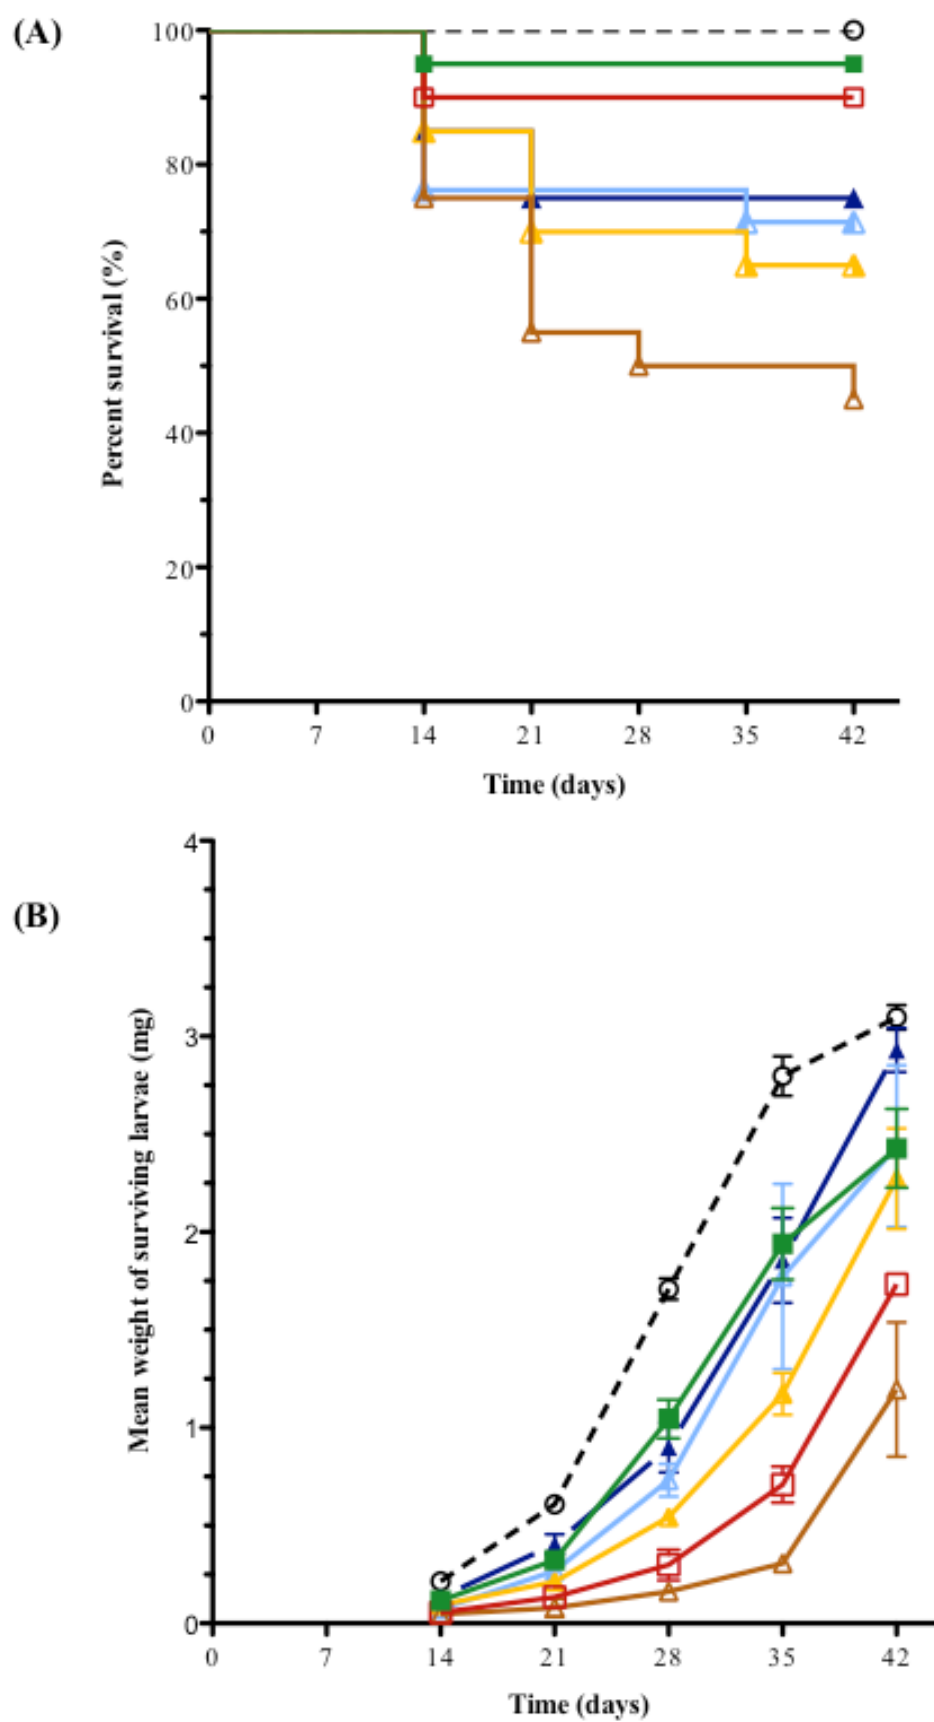 (A)
100
80
60
40
20
0
Percent survival (%)
0 7 14 21 28 35 42
Time (days)
(B)
4
3
2
1
0
Mean weight of surviving larvae (mg)
0 7 14 21 28 35 42
Time (days)